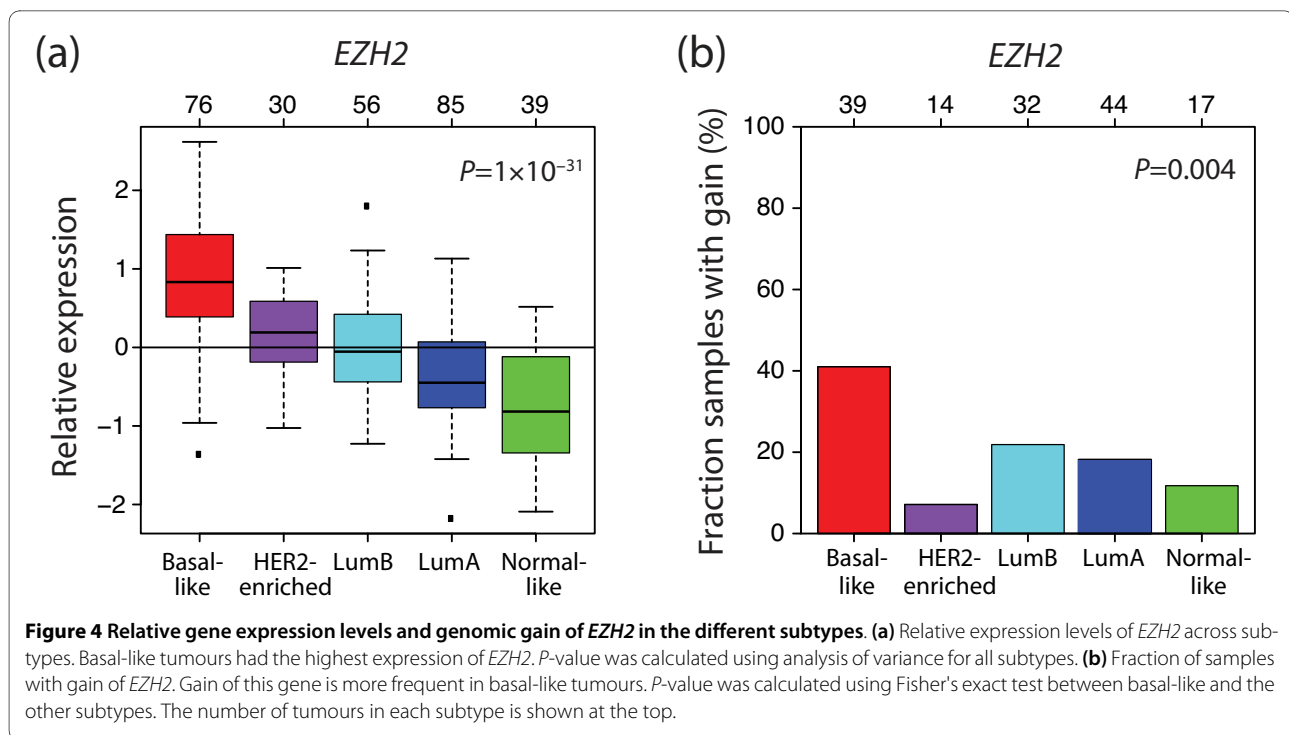 (a)
EZH2
76 30 56 85 39
P=1×10⁻³¹
Relative expression
2
1
0
−1
−2
Basal-like HER2-enriched LumB LumA Normal-like
(b)
EZH2
39 14 32 44 17
P=0.004
Fraction samples with gain (%)
100
80
60
40
20
0
Basal-like HER2-enriched LumB LumA Normal-like
Figure 4 Relative gene expression levels and genomic gain of EZH2 in the different subtypes. (a) Relative expression levels of EZH2 across sub-
types. Basal-like tumours had the highest expression of EZH2. P-value was calculated using analysis of variance for all subtypes. (b) Fraction of samples
with gain of EZH2. Gain of this gene is more frequent in basal-like tumours. P-value was calculated using Fisher's exact test between basal-like and the
other subtypes. The number of tumours in each subtype is shown at the top.